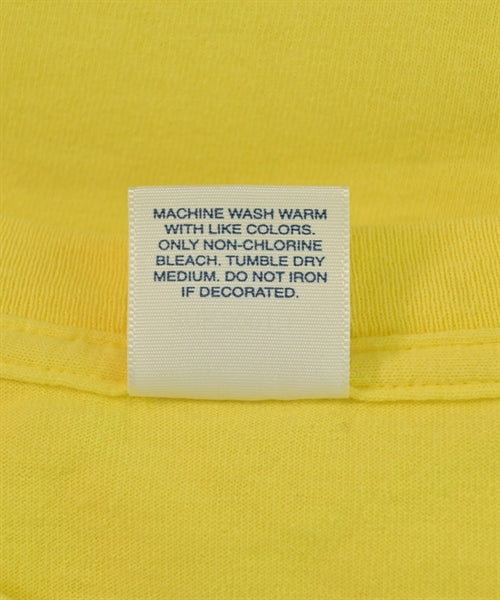 MACHINE WASH WARM
WITH LIKE COLORS.
ONLY NON-CHLORINE
BLEACH. TUMBLE DRY
MEDIUM. DO NOT IRON
IF DECORATED.